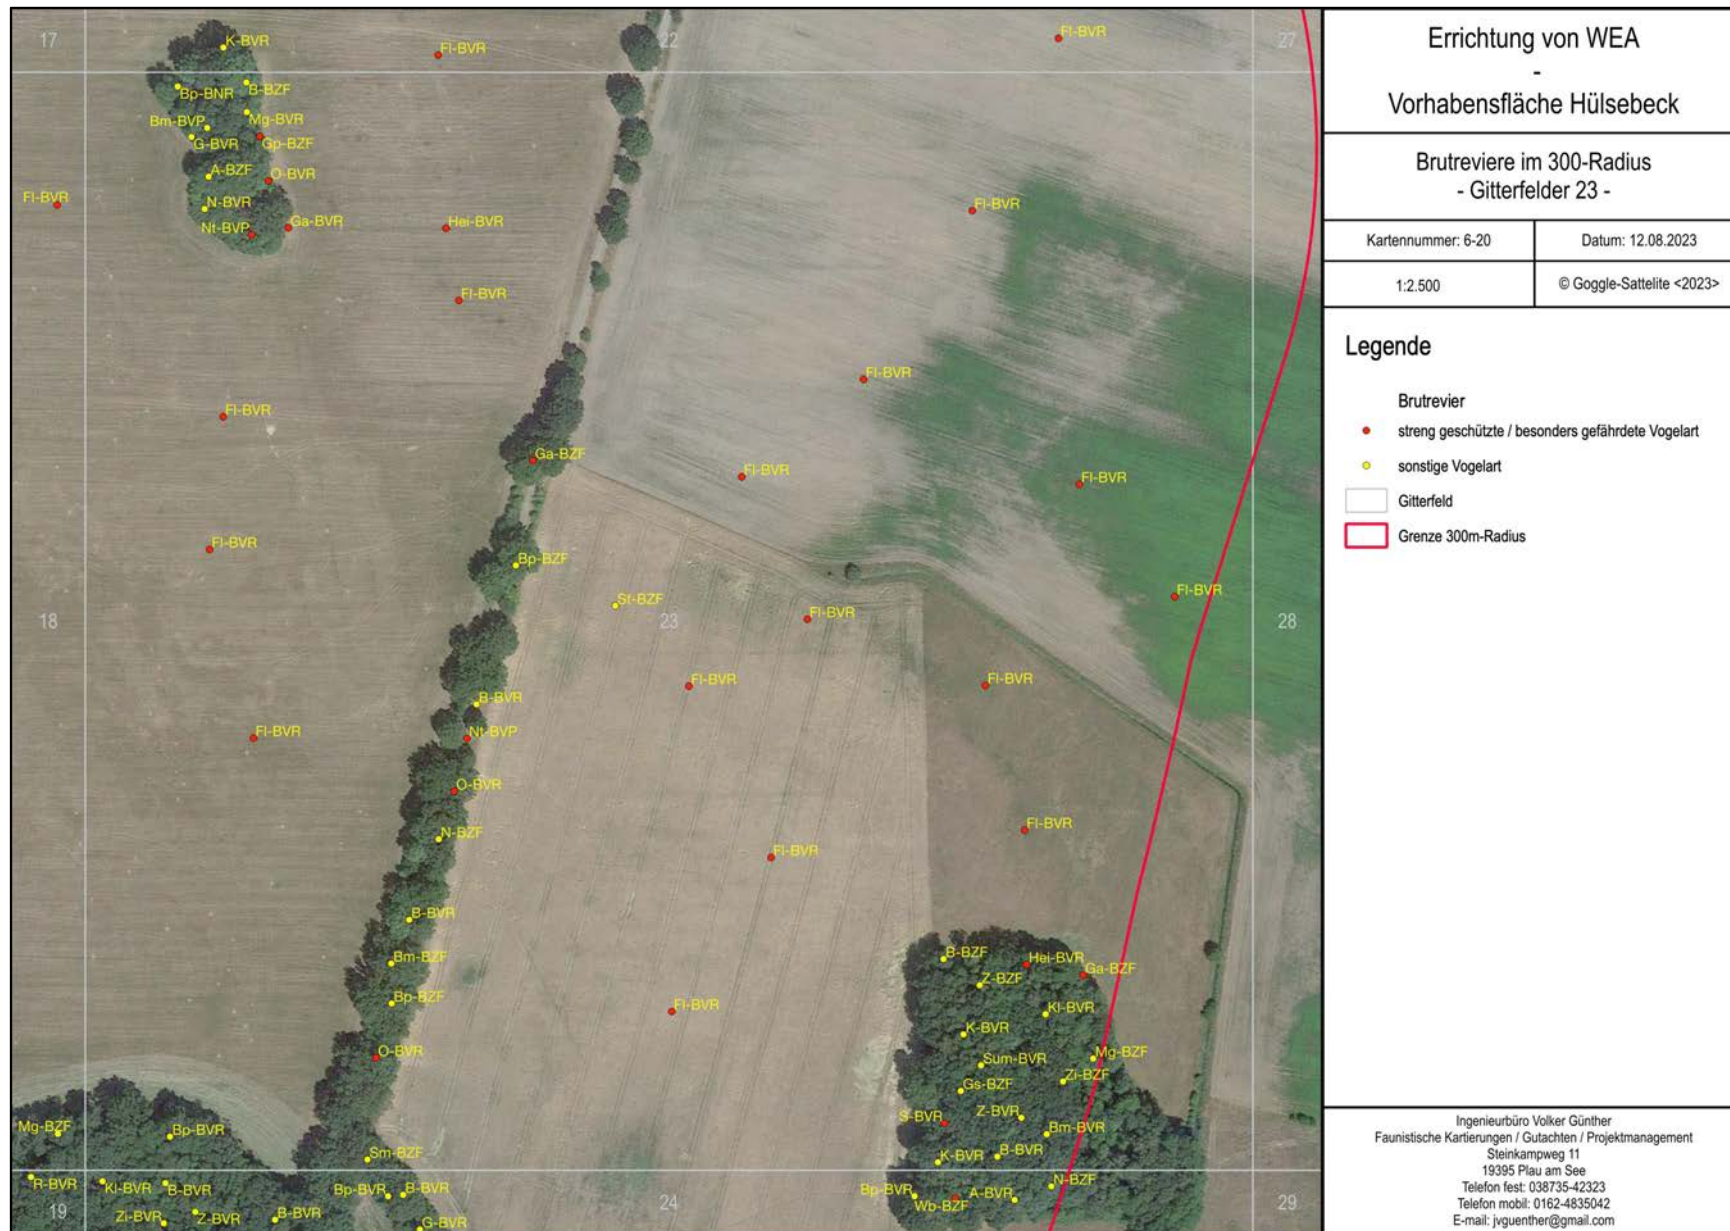 17
22
27
K-BVR
Fl-BVR
Fl-BVR
Bp-BNR
B-BZF
Mg-BVR
Bm-BVP
G-BVR
Gp-BZF
A-BZF
O-BVR
Fl-BVR
N-BVR
Fl-BVR
Nt-BVP
Ga-BVR
Hei-BVR
Fl-BVR
Fl-BVR
Fl-BVR
Ga-BZF
Fl-BVR
Fl-BVR
Fl-BVR
Bp-BZF
St-BZF
Fl-BVR
Fl-BVR
18
23
28
Fl-BVR
Fl-BVR
B-BVR
Fl-BVR
Nt-BVP
O-BVR
N-BZF
Fl-BVR
Fl-BVR
B-BVR
Bm-BZF
B-BZF
Hei-BVR
Ga-BZF
Z-BZF
Bp-BZF
Fl-BVR
Kl-BVR
K-BVR
O-BVR
Sum-BVR
Mg-BZF
Zi-BZF
Gs-BZF
S-BVR
Z-BVR
Mg-BZF
Bp-BVR
Bm-BVR
Sm-BZF
K-BVR
B-BVR
R-BVR
Kl-BVR
B-BVR
Bp-BVR
B-BVR
Bp-BVR
Wb-BZF
A-BVR
N-BZF
19
Zi-BVR
Z-BVR
B-BVR
G-BVR
24
29
Errichtung von WEA
-
Vorhabensfläche Hülsebeck
Brutreviere im 300-Radius
- Gitterfelder 23 -
Kartennummer: 6-20
Datum: 12.08.2023
1:2.500
© Goggle-Sattelite <2023>
Legende
Brutrevier
streng geschützte / besonders gefährdete Vogelart
sonstige Vogelart
Gitterfeld
Grenze 300m-Radius
Ingenieurbüro Volker Günther
Faunistische Kartierungen / Gutachten / Projektmanagement
Steinkampweg 11
19395 Plau am See
Telefon fest: 038735-42323
Telefon mobil: 0162-4835042
E-mail: jvguenther@gmail.com